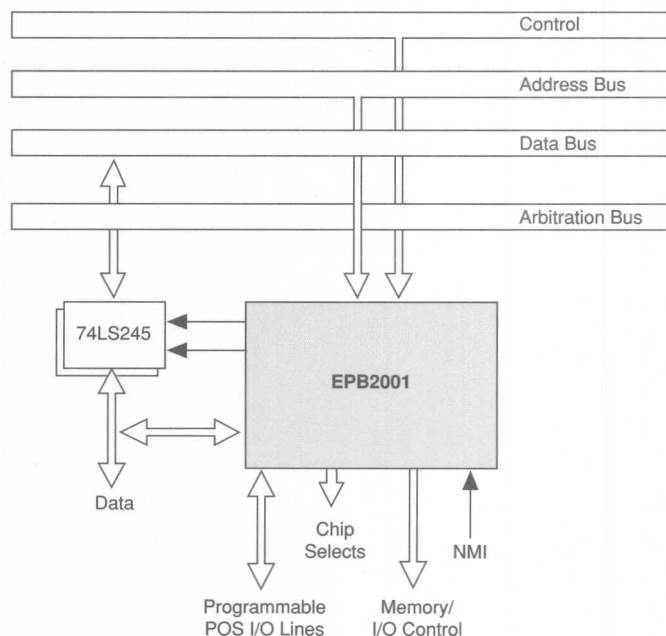 Control
Address Bus
Data Bus
Arbitration Bus
74LS245
EPB2001
Data
Chip
Selects
NMI
Programmable
POS I/O Lines
Memory/
I/O Control